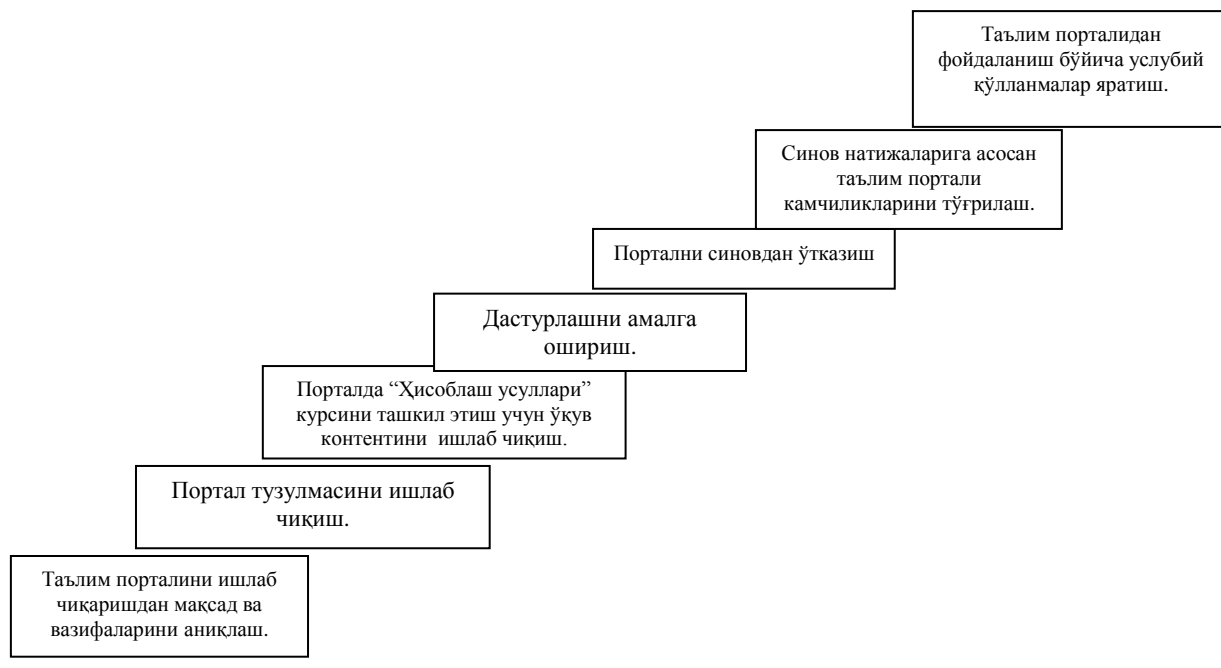 Таълим порталидан
фойдаланиш бўйича услубий
қўлланмалар яратиш.
Синов натижаларига асосан
таълим портали
камчиликларини тўғрилаш.
Портални синовдан ўтказиш
Дастурлашни амалга
ошириш.
Порталда “Ҳисоблаш усуллари”
курсини ташкил этиш учун ўқув
контентини ишлаб чиқиш.
Портал тузулмасини ишлаб
чиқиш.
Таълим порталини ишлаб
чиқаришдан мақсад ва
вазифаларини аниқлаш.